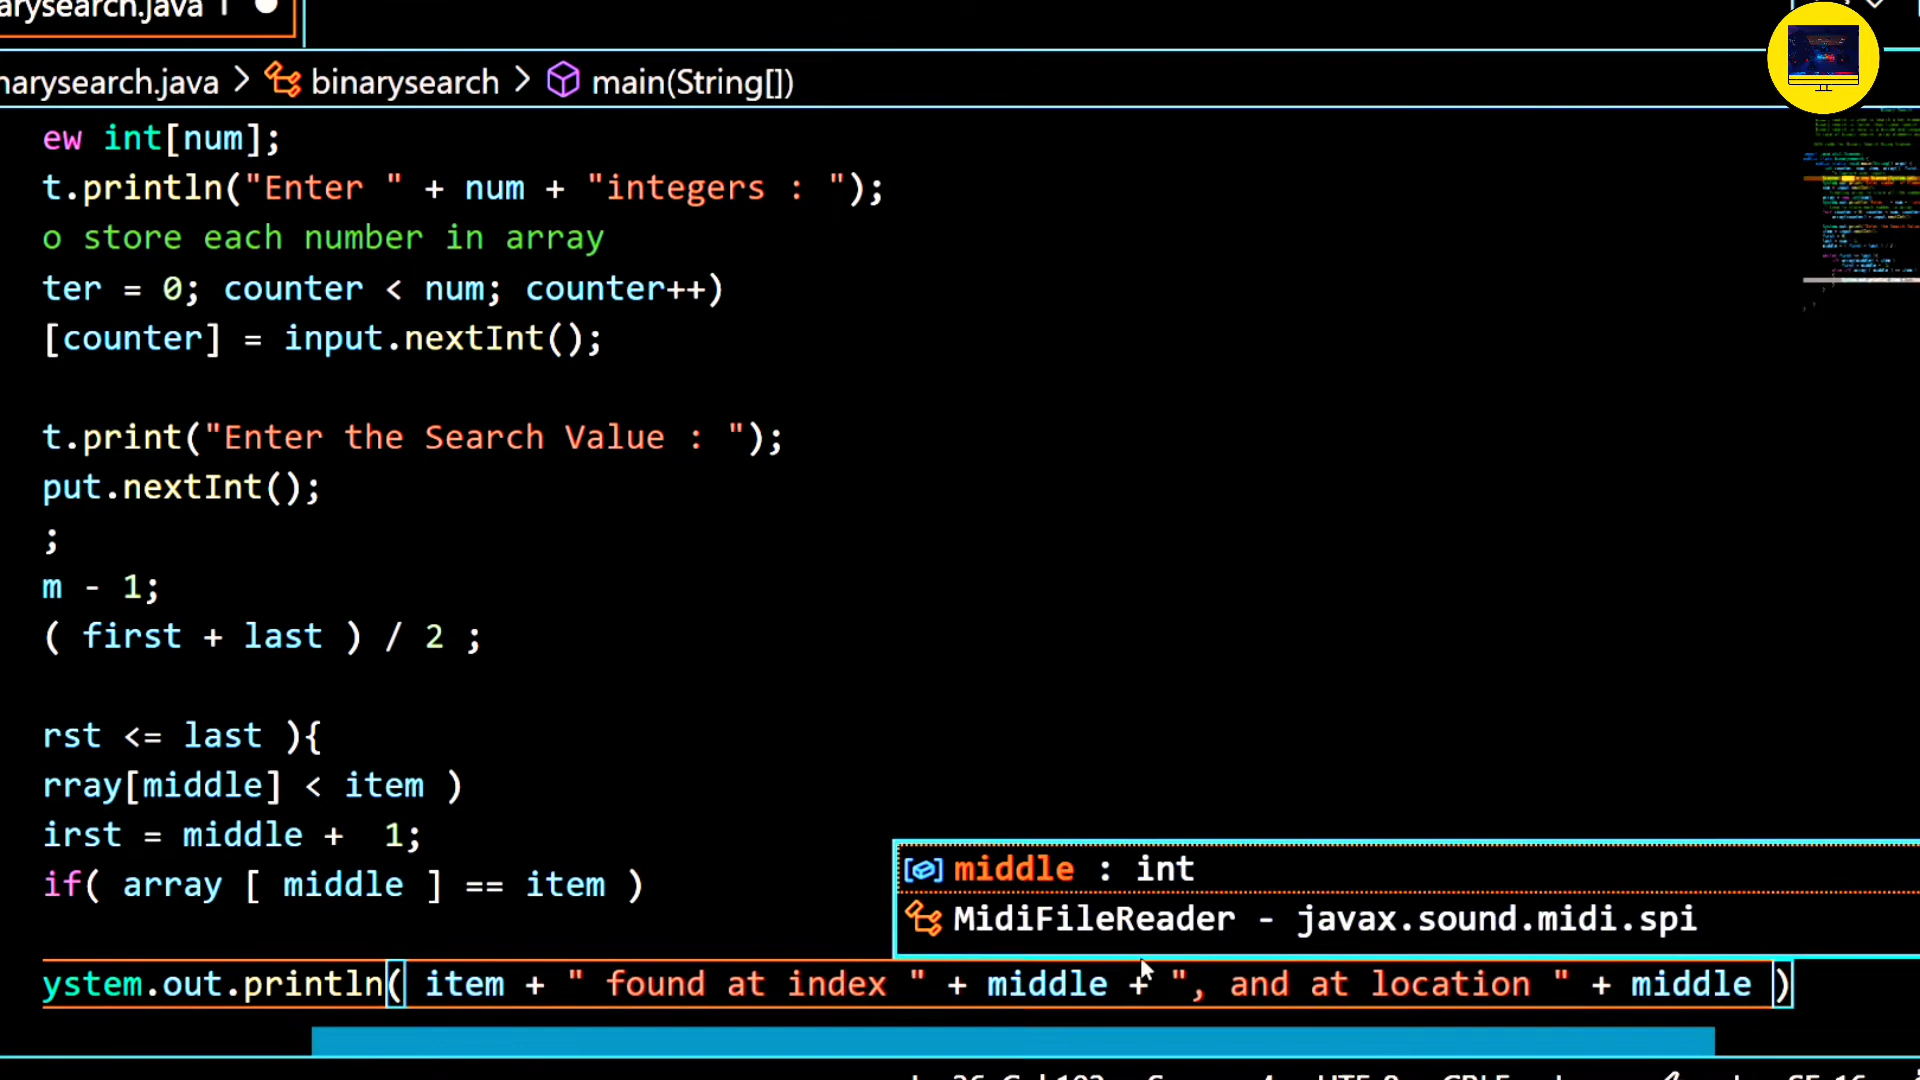 arysearch.java 1
narysearch.java > binarysearch > main(String[])
ew int[num];
t.println("Enter " + num + "integers : ");
o store each number in array
ter = 0; counter < num; counter++)
[counter] = input.nextInt();
t.print("Enter the Search Value : ");
put.nextInt();
;
m - 1;
( first + last ) / 2 ;
rst <= last ){
rray[middle] < item )
irst = middle +  1;
if( array [ middle ] == item )
middle : int
MidiFileReader - javax.sound.midi.spi
ystem.out.println( item + " found at index " + middle + ", and at location " + middle )